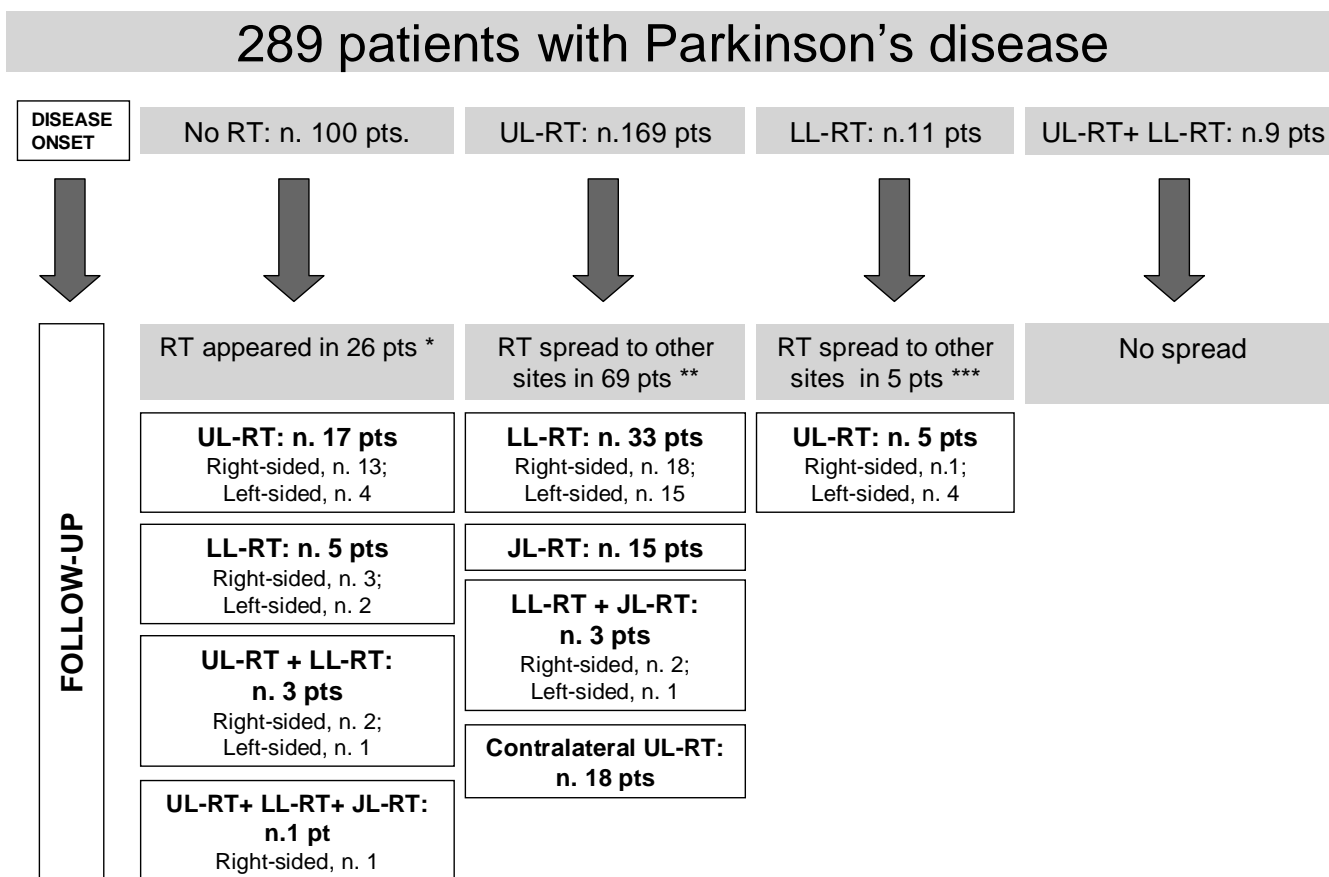 289 patients with Parkinson’s disease
DISEASE
ONSET
No RT: n. 100 pts.
UL-RT: n.169 pts
LL-RT: n.11 pts
UL-RT+ LL-RT: n.9 pts
FOLLOW-UP
RT appeared in 26 pts *
UL-RT: n. 17 pts
Right-sided, n. 13;
Left-sided, n. 4
LL-RT: n. 5 pts
Right-sided, n. 3;
Left-sided, n. 2
UL-RT + LL-RT:
n. 3 pts
Right-sided, n. 2;
Left-sided, n. 1
UL-RT+ LL-RT+ JL-RT:
n.1 pt
Right-sided, n. 1
RT spread to other
sites in 69 pts **
LL-RT: n. 33 pts
Right-sided, n. 18;
Left-sided, n. 15
JL-RT: n. 15 pts
LL-RT + JL-RT:
n. 3 pts
Right-sided, n. 2;
Left-sided, n. 1
Contralateral UL-RT:
n. 18 pts
RT spread to other
sites  in 5 pts ***
UL-RT: n. 5 pts
Right-sided, n.1;
Left-sided, n. 4
No spread